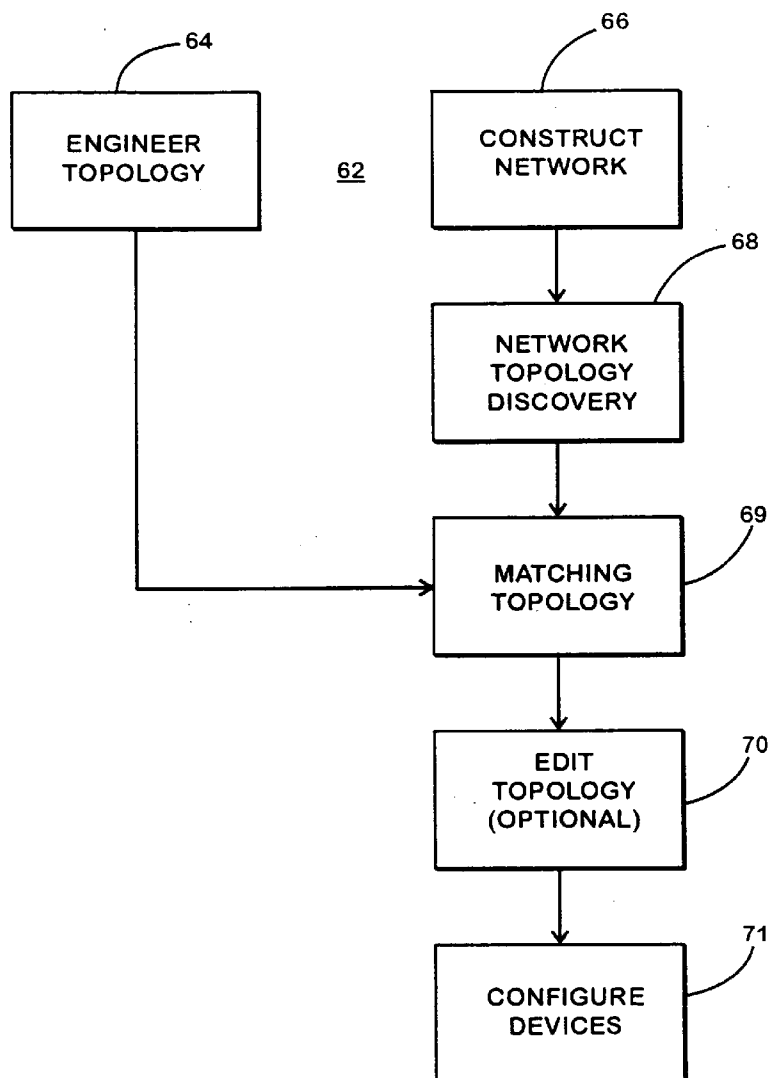 64
66
ENGINEER
TOPOLOGY
62
CONSTRUCT
NETWORK
68
NETWORK
TOPOLOGY
DISCOVERY
69
MATCHING
TOPOLOGY
70
EDIT
TOPOLOGY
(OPTIONAL)
71
CONFIGURE
DEVICES